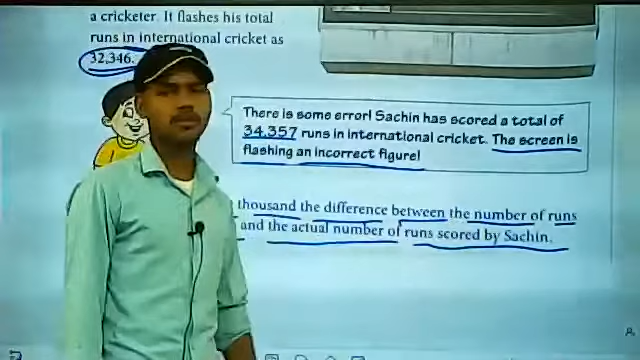 a cricketer. It flashes his total
runs in international cricket as
32,346.
There is some error! Sachin has scored a total of
34,357 runs in international cricket. The screen is
flashing an incorrect figure!
thousand the difference between the number of runs
and the actual number of runs scored by Sachin.